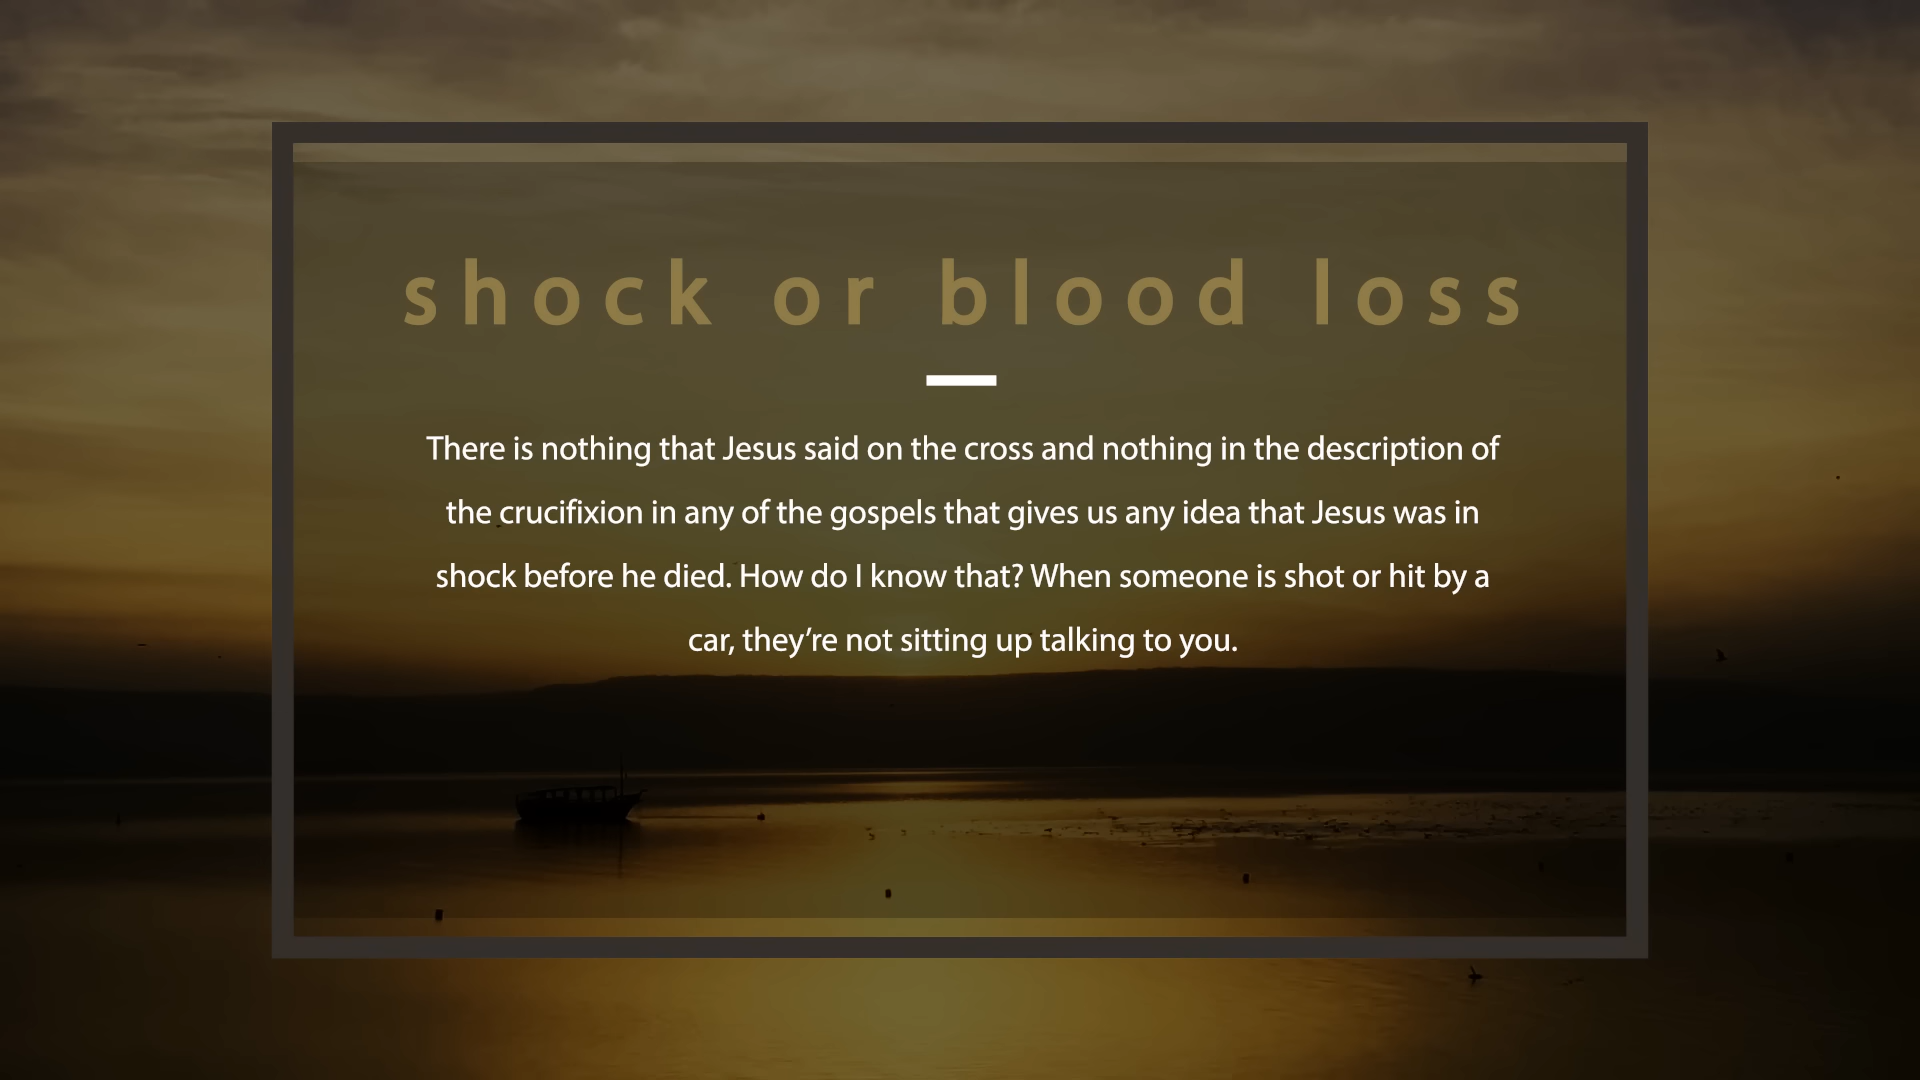 shock or blood loss
There is nothing that Jesus said on the cross and nothing in the description of
the crucifixion in any of the gospels that gives us any idea that Jesus was in
shock before he died. How do I know that? When someone is shot or hit by a
car, they’re not sitting up talking to you.